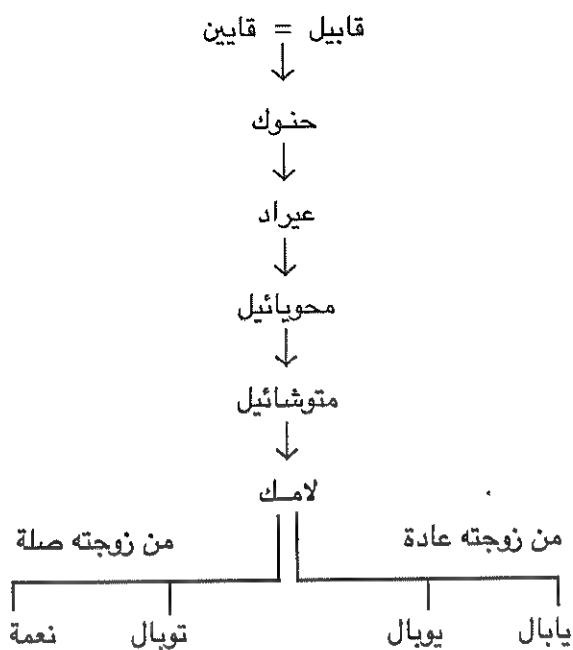 قابيل = قايين
حنوك
عيراد
محويائيل
متوشائيل
لامك
من زوجته عادة
من زوجته صلة
يابال
يوبال
توبال
نعمة